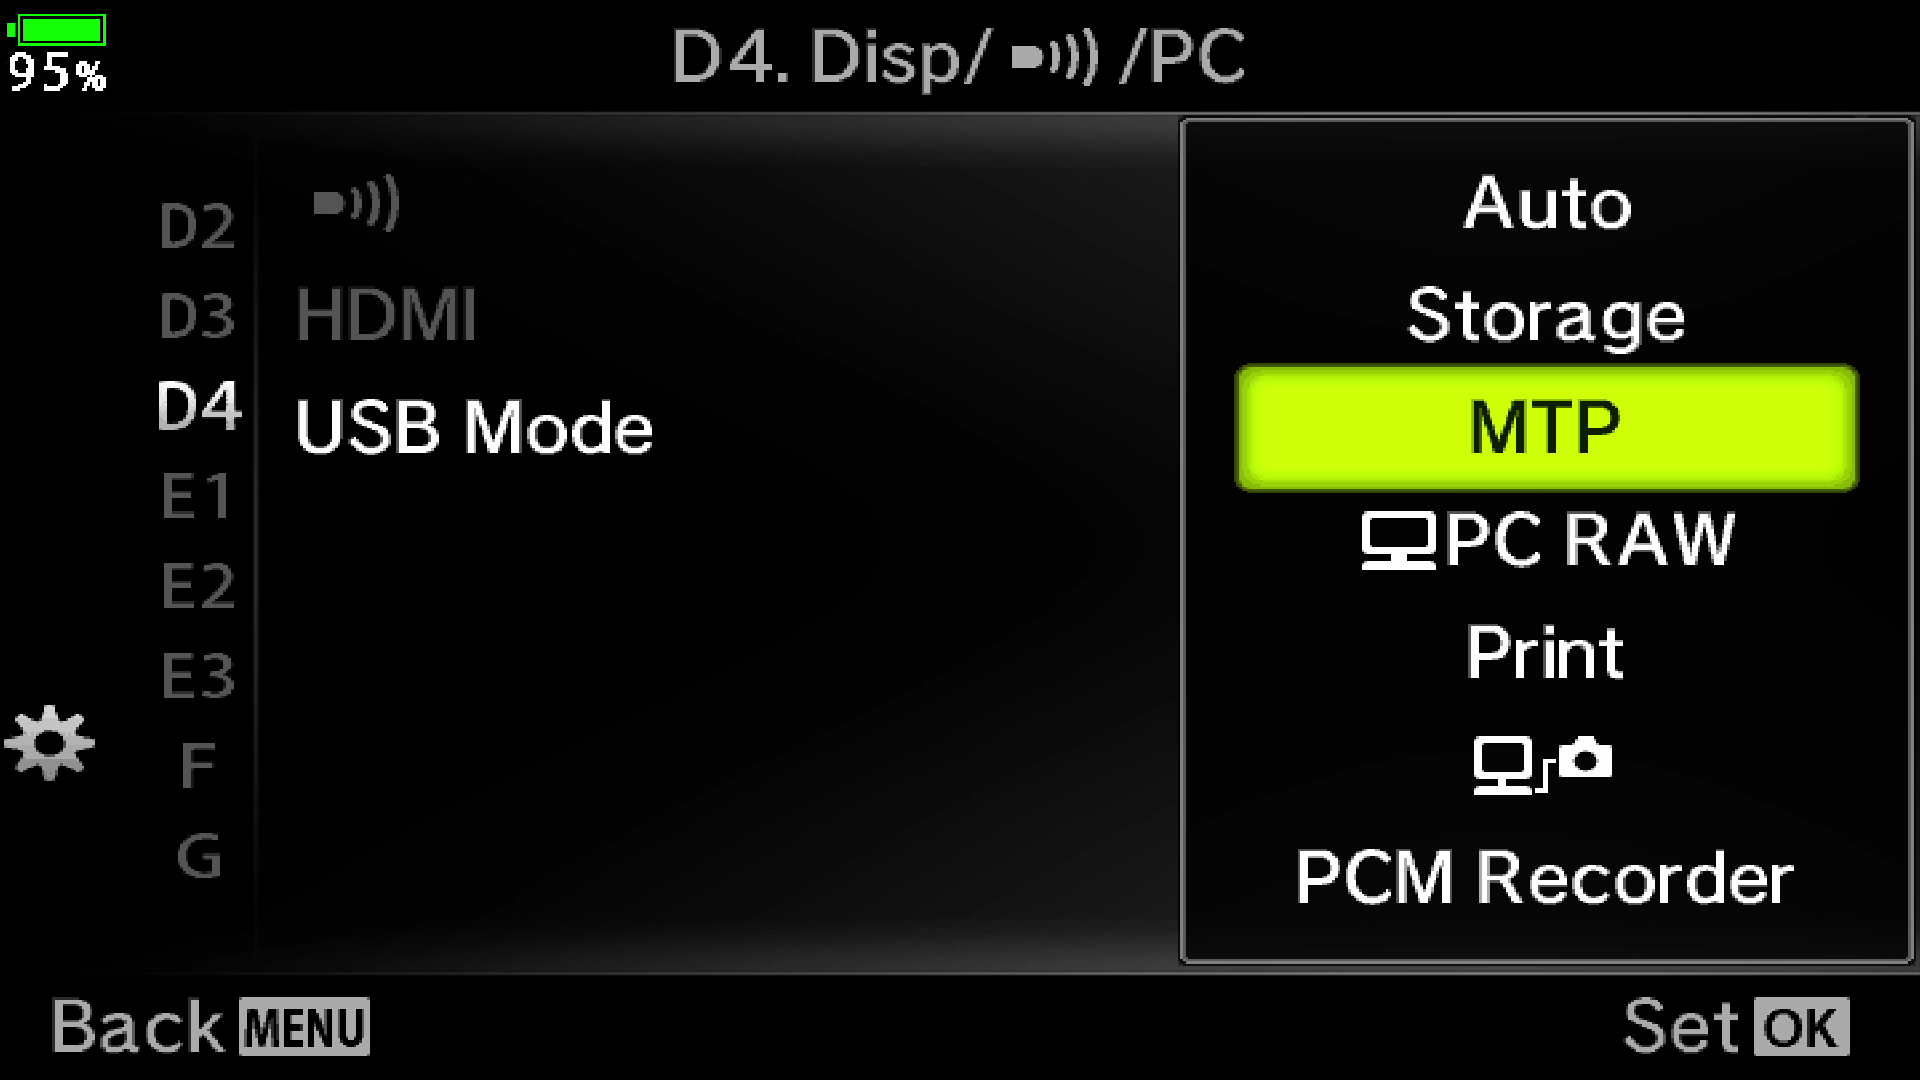 95%
D4. Disp/ /PC
D2
D3
D4
E1
E2
E3
F
G
HDMI
USB Mode
Auto
Storage
MTP
PC RAW
Print
PCM Recorder
Back MENU
Set OK